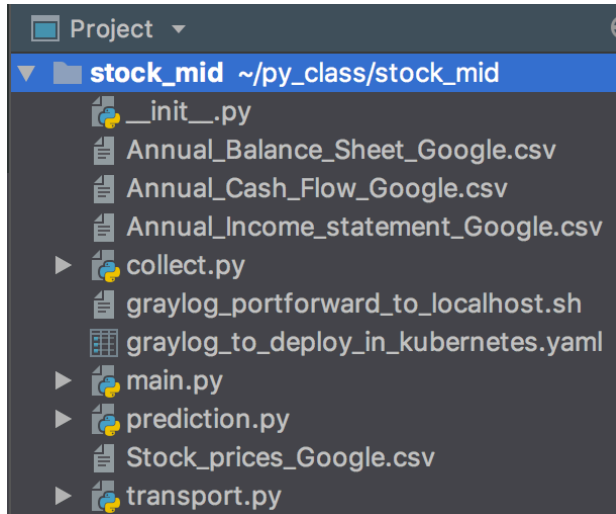 Project
stock_mid ~/py_class/stock_mid
__init__.py
Annual_Balance_Sheet_Google.csv
Annual_Cash_Flow_Google.csv
Annual_Income_statement_Google.csv
collect.py
graylog_portforward_to_localhost.sh
graylog_to_deploy_in_kubernetes.yaml
main.py
prediction.py
Stock_prices_Google.csv
transport.py